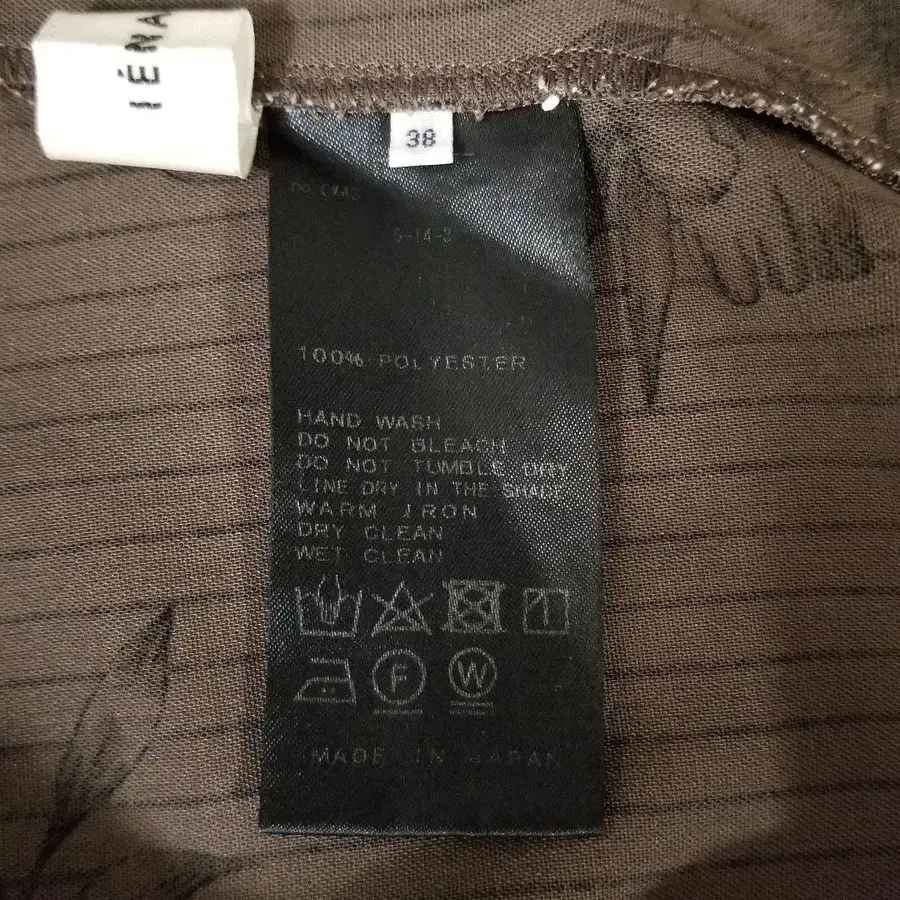 IÉNA
38
100% POLYESTER
HAND WASH
DO NOT BLEACH
DO NOT TUMBLE DRY
LINE DRY IN THE SHADE
WARM IRON
DRY CLEAN
WET CLEAN
F
W
MADE IN JAPAN